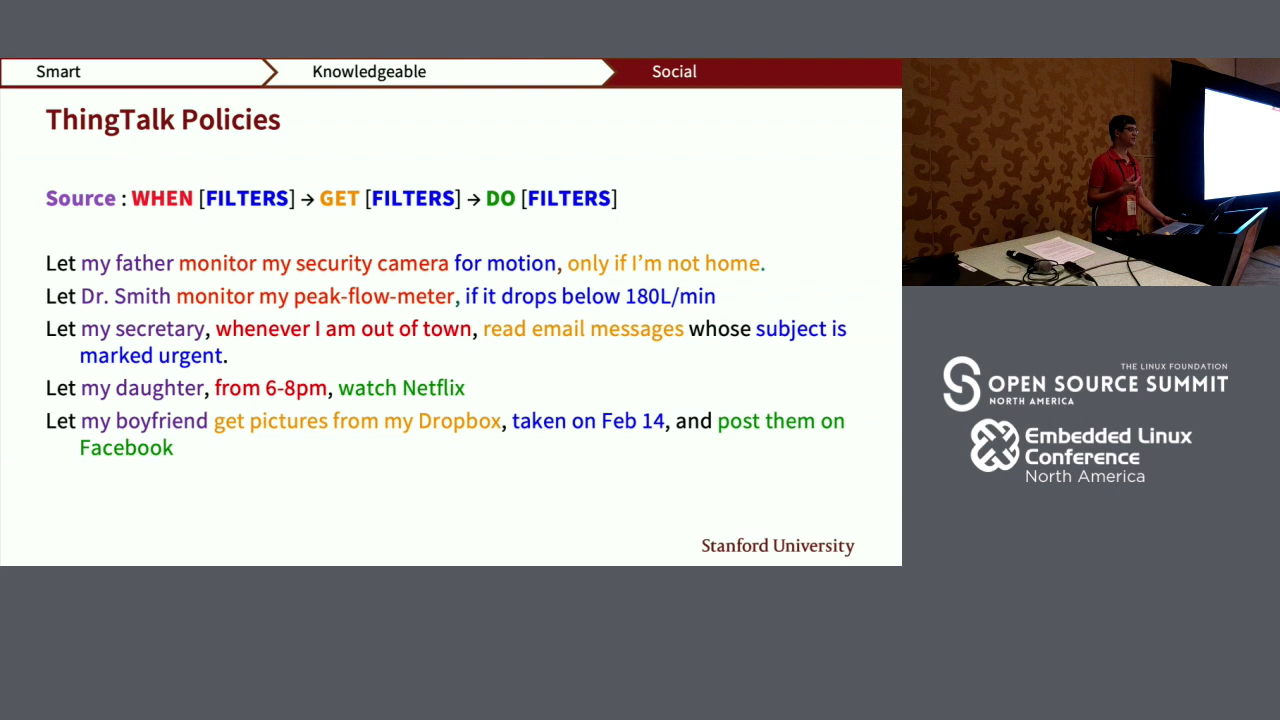 Smart
Knowledgeable
Social
ThingTalk Policies
Source : WHEN [FILTERS] → GET [FILTERS] → DO [FILTERS]
Let my father monitor my security camera for motion, only if I’m not home.
Let Dr. Smith monitor my peak-flow-meter, if it drops below 180L/min
Let my secretary, whenever I am out of town, read email messages whose subject is
marked urgent.
Let my daughter, from 6-8pm, watch Netflix
Let my boyfriend get pictures from my Dropbox, taken on Feb 14, and post them on
Facebook
Stanford University
THE LINUX FOUNDATION
OPEN SOURCE SUMMIT
NORTH AMERICA
Embedded Linux
Conference
North America